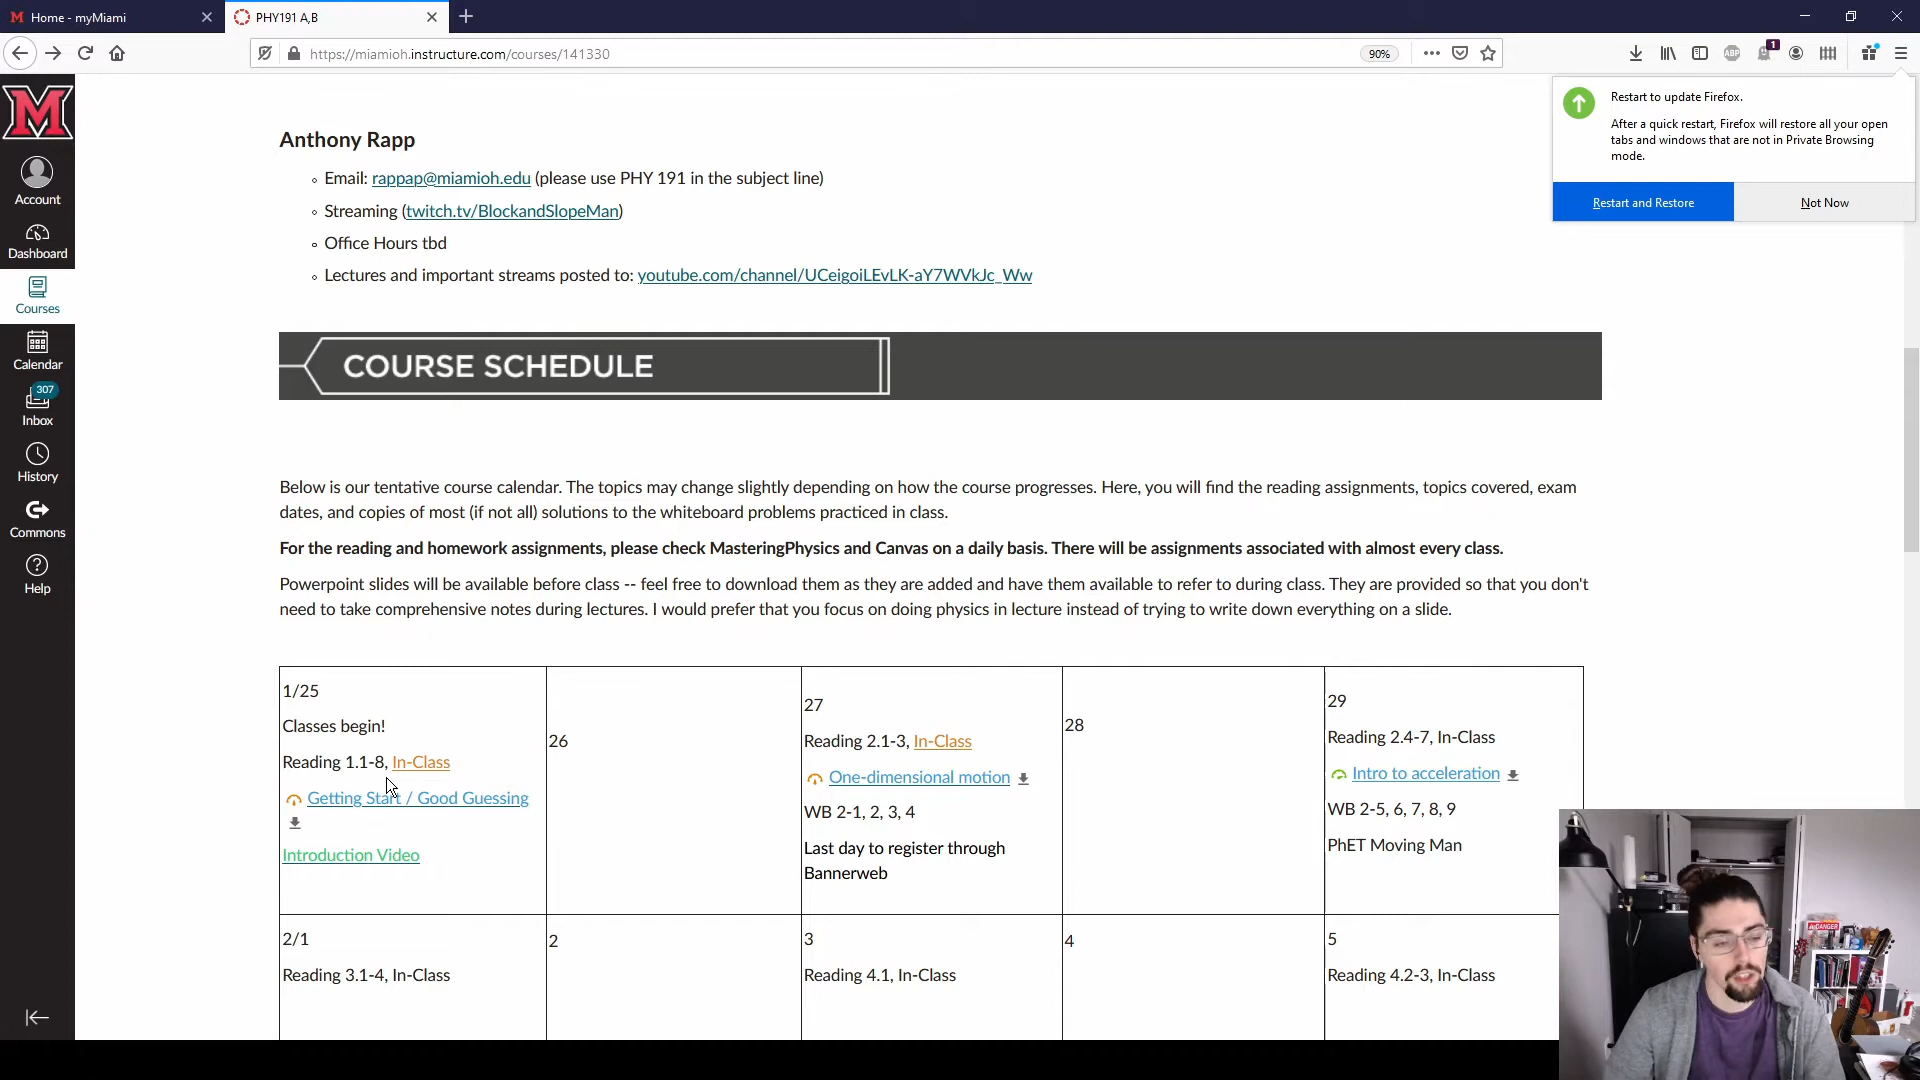 Home - myMiami
PHY191 A,B
https://miamioh.instructure.com/courses/141330
90%
1
Restart to update Firefox.
After a quick restart, Firefox will restore all your open
tabs and windows that are not in Private Browsing
mode.
Restart and Restore
Not Now
Account
Dashboard
Courses
Calendar
307
Inbox
History
Commons
Help
Anthony Rapp
Email: rappap@miamioh.edu (please use PHY 191 in the subject line)
Streaming (twitch.tv/BlockandSlopeMan)
Office Hours tbd
Lectures and important streams posted to: youtube.com/channel/UCeigoiLEvLK-aY7WVkJc_Ww
COURSE SCHEDULE
Below is our tentative course calendar. The topics may change slightly depending on how the course progresses. Here, you will find the reading assignments, topics covered, exam
dates, and copies of most (if not all) solutions to the whiteboard problems practiced in class.
For the reading and homework assignments, please check MasteringPhysics and Canvas on a daily basis. There will be assignments associated with almost every class.
Powerpoint slides will be available before class -- feel free to download them as they are added and have them available to refer to during class. They are provided so that you don't
need to take comprehensive notes during lectures. I would prefer that you focus on doing physics in lecture instead of trying to write down everything on a slide.
1/25
Classes begin!
Reading 1.1-8, In-Class
Getting Start / Good Guessing
Introduction Video
26
27
Reading 2.1-3, In-Class
One-dimensional motion
WB 2-1, 2, 3, 4
Last day to register through
Bannerweb
28
29
Reading 2.4-7, In-Class
Intro to acceleration
WB 2-5, 6, 7, 8, 9
PhET Moving Man
2/1
Reading 3.1-4, In-Class
2
3
Reading 4.1, In-Class
4
5
Reading 4.2-3, In-Class
DANGER